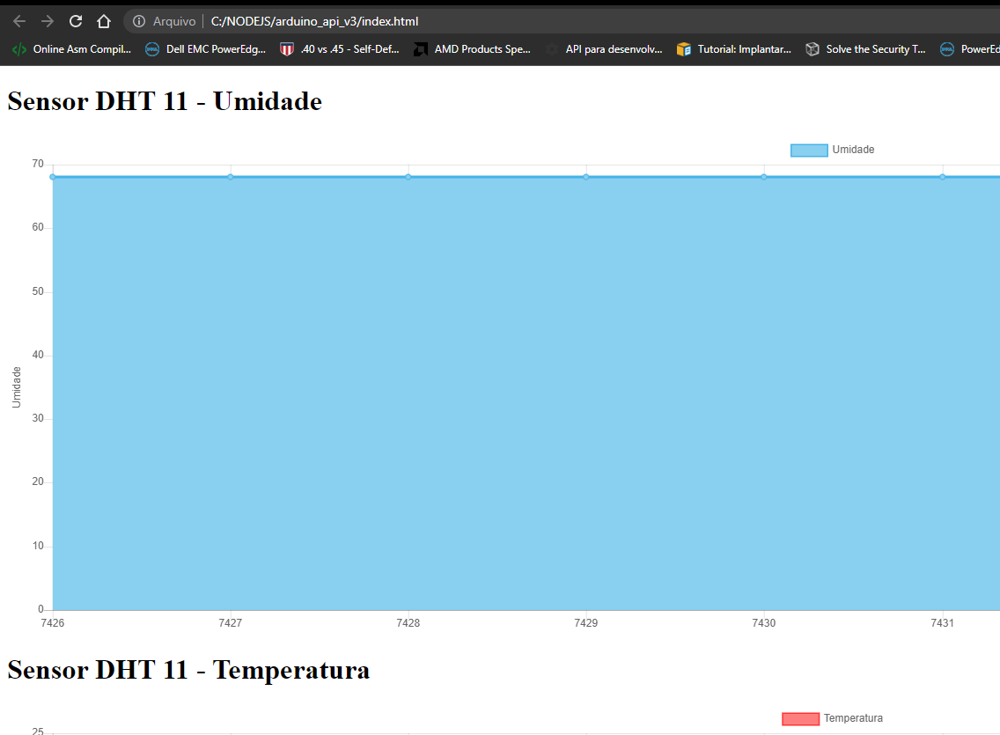 Arquivo | C:/NODEJS/arduino_api_v3/index.html
Online Asm Compil... Dell EMC PowerEdg... .40 vs .45 - Self-Def... AMD Products Spe... API para desenvolv... Tutorial: Implantar... Solve the Security T... PowerEd
Sensor DHT 11 - Umidade
Umidade
70
60
50
40
Umidade
30
20
10
0
7426 7427 7428 7429 7430 7431
Sensor DHT 11 - Temperatura
Temperatura
25